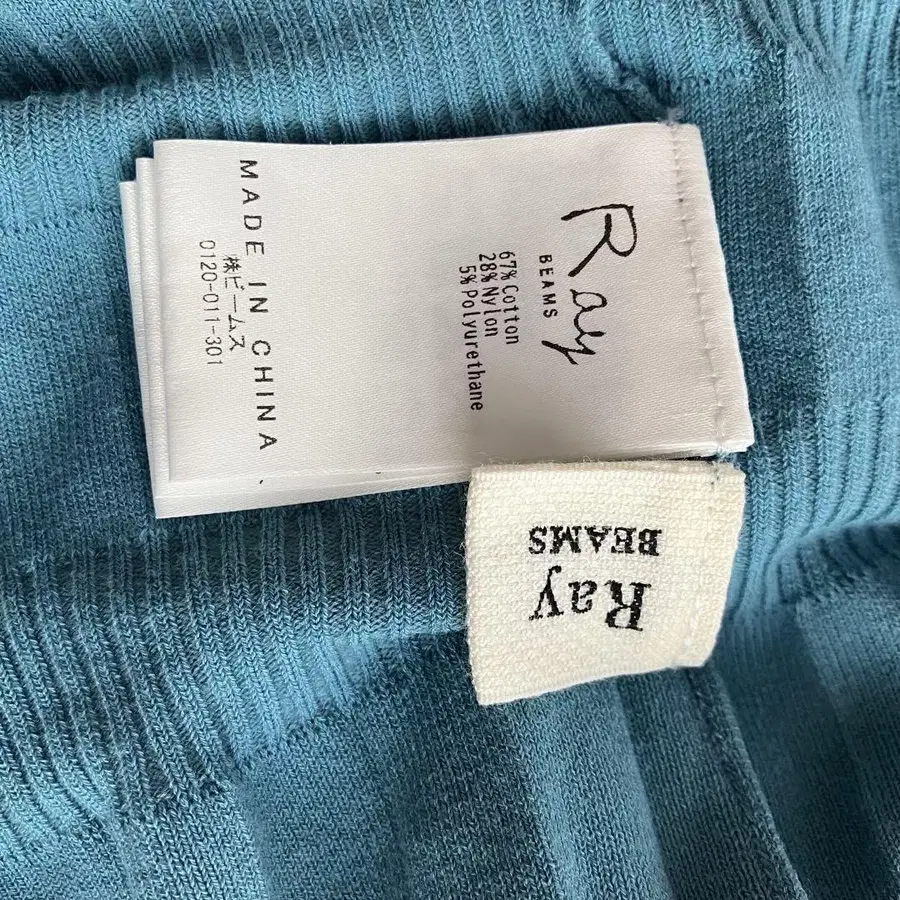 Ray
BEAMS
67% Cotton
28% Nylon
5% Polyurethane
株ビームス
0120-011-301
MADE IN CHINA
Ray
BEAMS